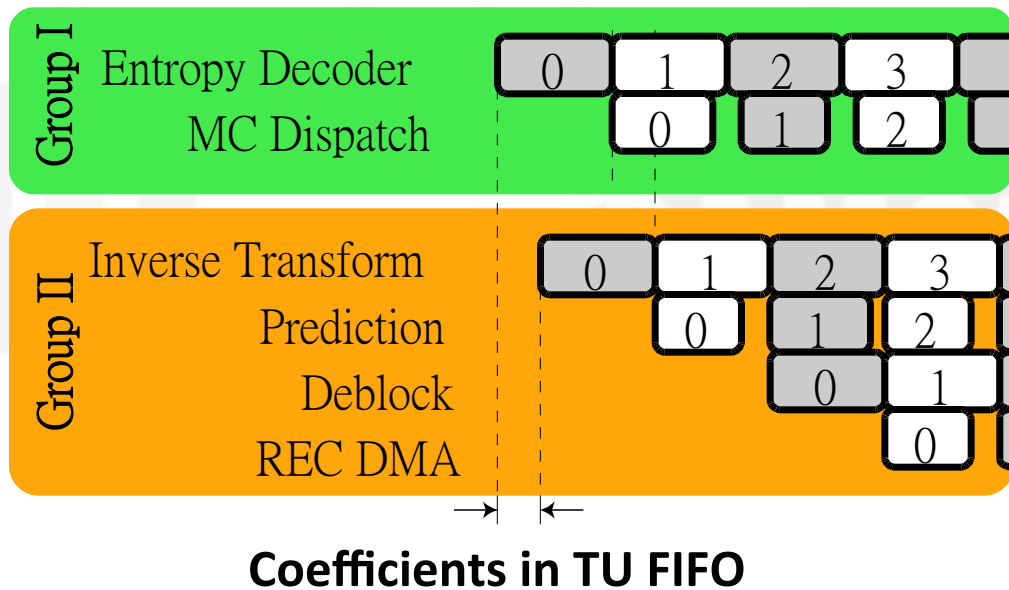 Group I
Entropy Decoder 0 1 2 3
MC Dispatch 0 1 2
Group II
Inverse Transform 0 1 2 3
Prediction 0 1 2
Deblock 0 1
REC DMA 0
Coefficients in TU FIFO